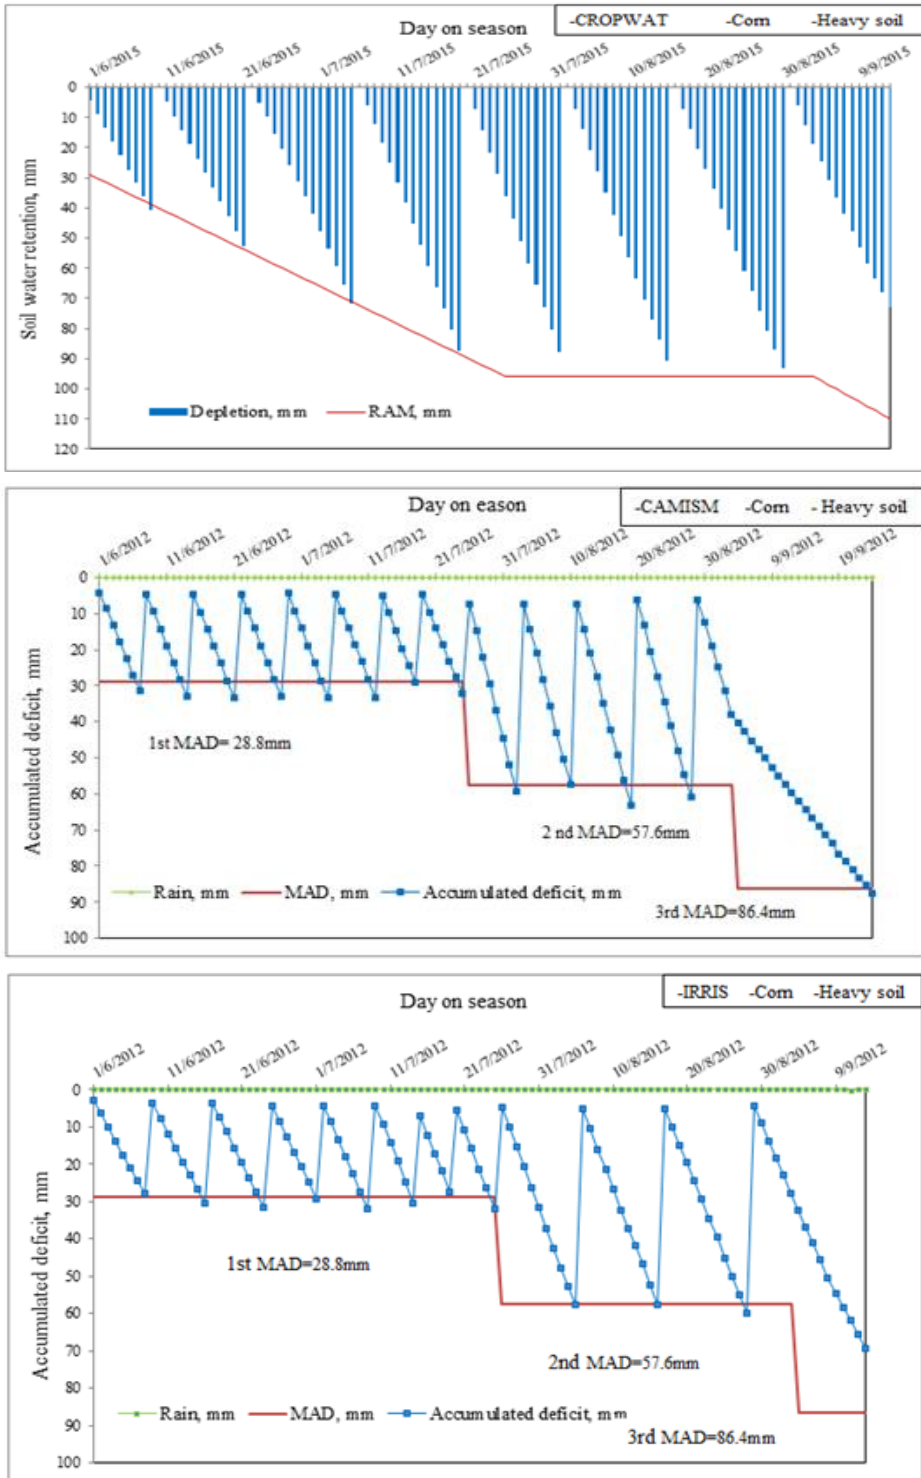 -CROPWAT -Corn -Heavy soil
Day on season
1/6/2015 11/6/2015 21/6/2015 1/7/2015 11/7/2015 21/7/2015 31/7/2015 10/8/2015 20/8/2015 30/8/2015 9/9/2015
Soil water retention, mm
0
10
20
30
40
50
60
70
80
90
100
110
120
Depletion, mm RAM, mm
-CAMISM -Corn - Heavy soil
Day on eason
1/6/2012 11/6/2012 21/6/2012 1/7/2012 11/7/2012 21/7/2012 31/7/2012 10/8/2012 20/8/2012 30/8/2012 9/9/2012 19/9/2012
Accumulated deficit, mm
0
10
20
30
40
50
60
70
80
90
100
1st MAD= 28.8mm
2 nd MAD=57.6mm
Rain, mm MAD, mm Accumulated deficit, mm
3rd MAD=86.4mm
-IRRIS -Corn -Heavy soil
Day on season
1/6/2012 11/6/2012 21/6/2012 1/7/2012 11/7/2012 21/7/2012 31/7/2012 10/8/2012 20/8/2012 30/8/2012 9/9/2012
Accumulated deficit, mm
0
10
20
30
40
50
60
70
80
90
100
1st MAD=28.8mm
2nd MAD=57.6mm
Rain, mm MAD, mm Accumulated deficit, mm
3rd MAD=86.4mm